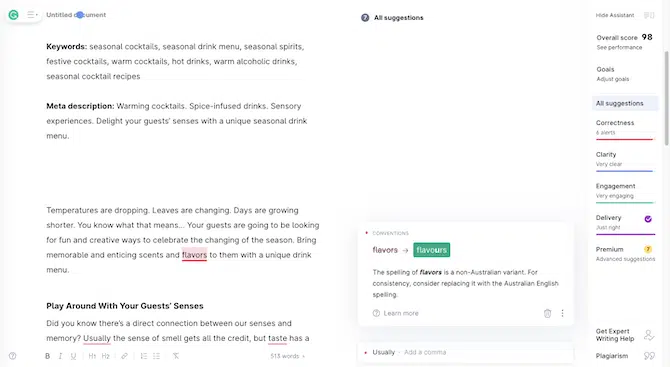 Untitled document
Keywords: seasonal cocktails, seasonal drink menu, seasonal spirits,
festive cocktails, warm cocktails, hot drinks, warm alcoholic drinks,
seasonal cocktail recipes
Meta description: Warming cocktails. Spice-infused drinks. Sensory
experiences. Delight your guests' senses with a unique seasonal drink
menu.
Temperatures are dropping. Leaves are changing. Days are growing
shorter. You know what that means... Your guests are going to be looking
for fun and creative ways to celebrate the changing of the season. Bring
memorable and enticing scents and flavors to them with a unique drink
menu.
Play Around With Your Guests' Senses
Did you know there's a direct connection between our senses and
memory? Usually the sense of smell gets all the credit, but taste has a
B I U H1 H2
513 words
? All suggestions
CONVENTIONS
flavors → flavours
The spelling of flavors is a non-Australian variant. For
consistency, consider replacing it with the Australian English
spelling.
Learn more
Usually · Add a comma
Hide Assistant
Overall score 98
See performance
Goals
Adjust goals
All suggestions
Correctness
6 alerts
Clarity
Very clear
Engagement
Very engaging
Delivery
Just right
Premium 7
Advanced suggestions
Get Expert
Writing Help
Plagiarism